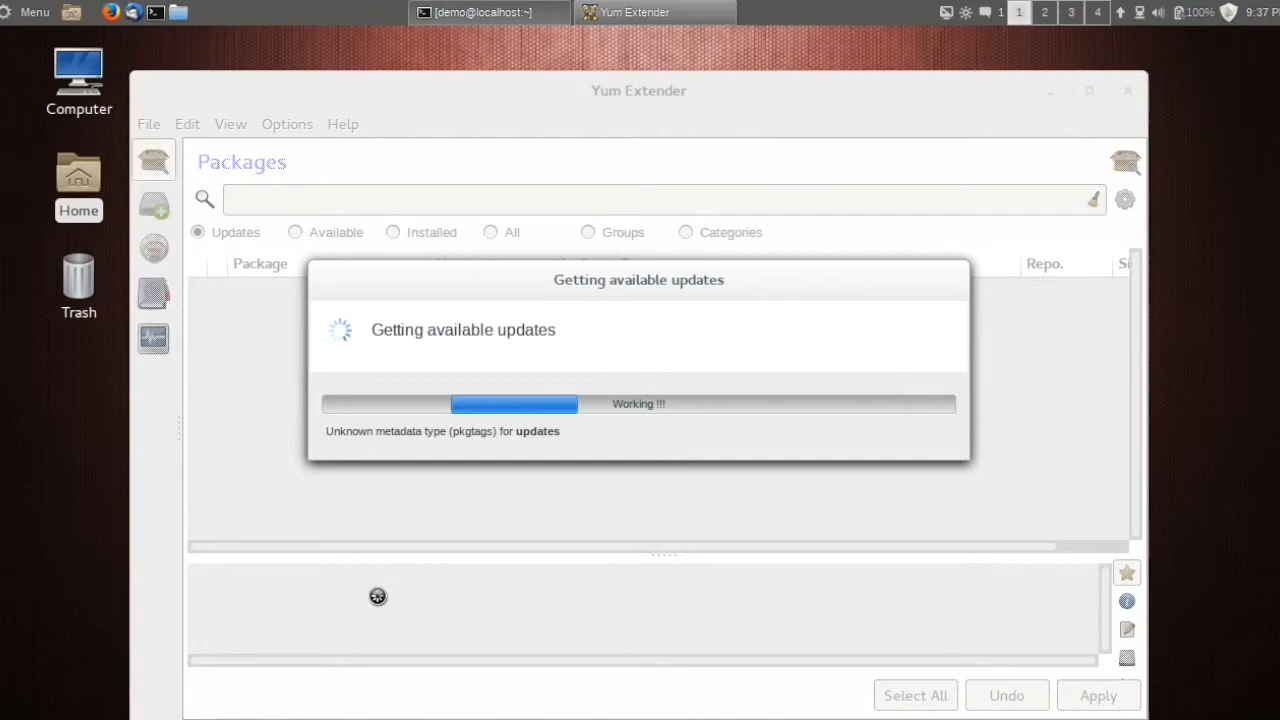 Menu
[demo@localhost:~]
Yum Extender
1
1
2
3
4
100%
9:37 P
Computer
Home
Trash
Yum Extender
File Edit View Options Help
Packages
Updates Available Installed All Groups Categories
Package Repo.
Getting available updates
Getting available updates
Working !!!
Unknown metadata type (pkgtags) for updates
Select All Undo Apply